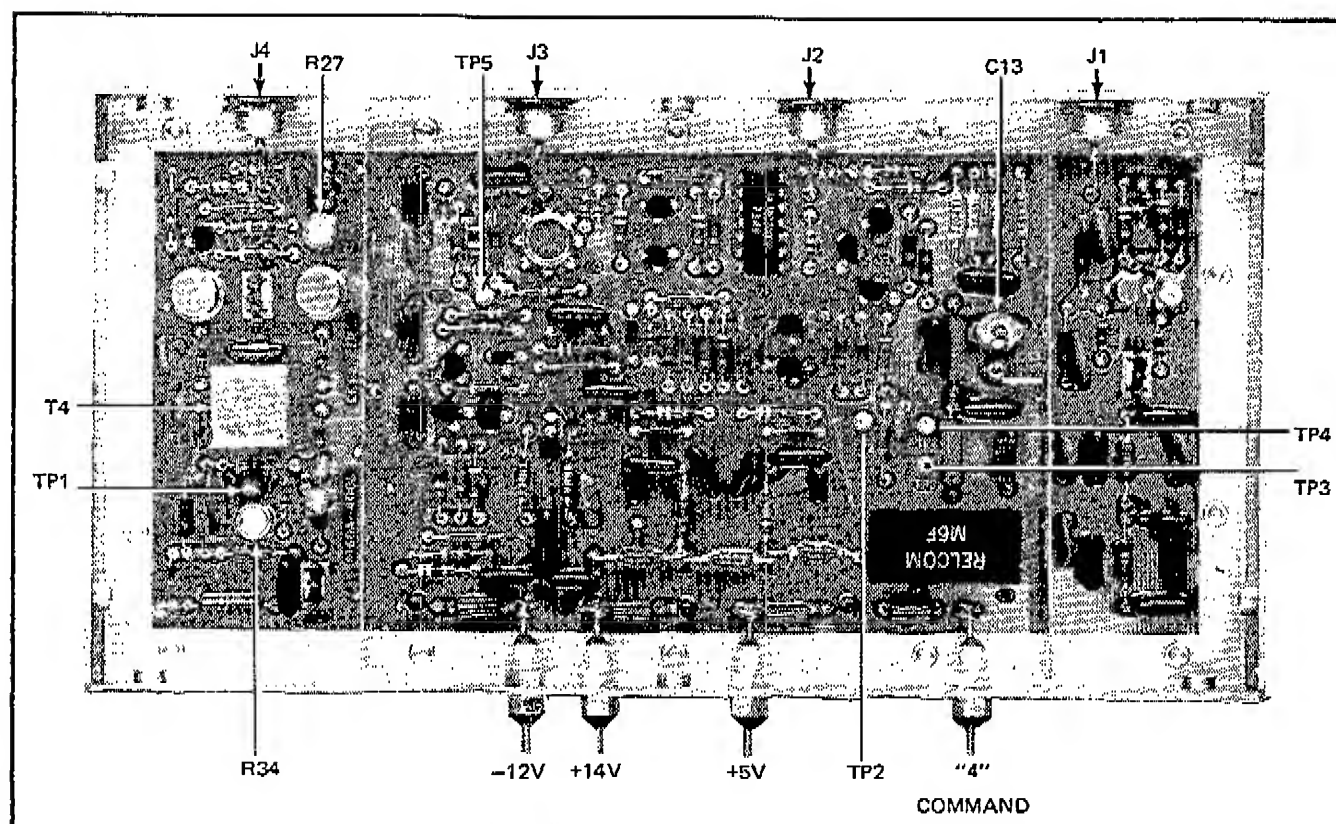 J4
R27
TP5
J3
J2
C13
J1
T4
TP4
TP1
TP3
RELCOM
M6F
R34
−12V
+14V
+5V
TP2
"4"
COMMAND